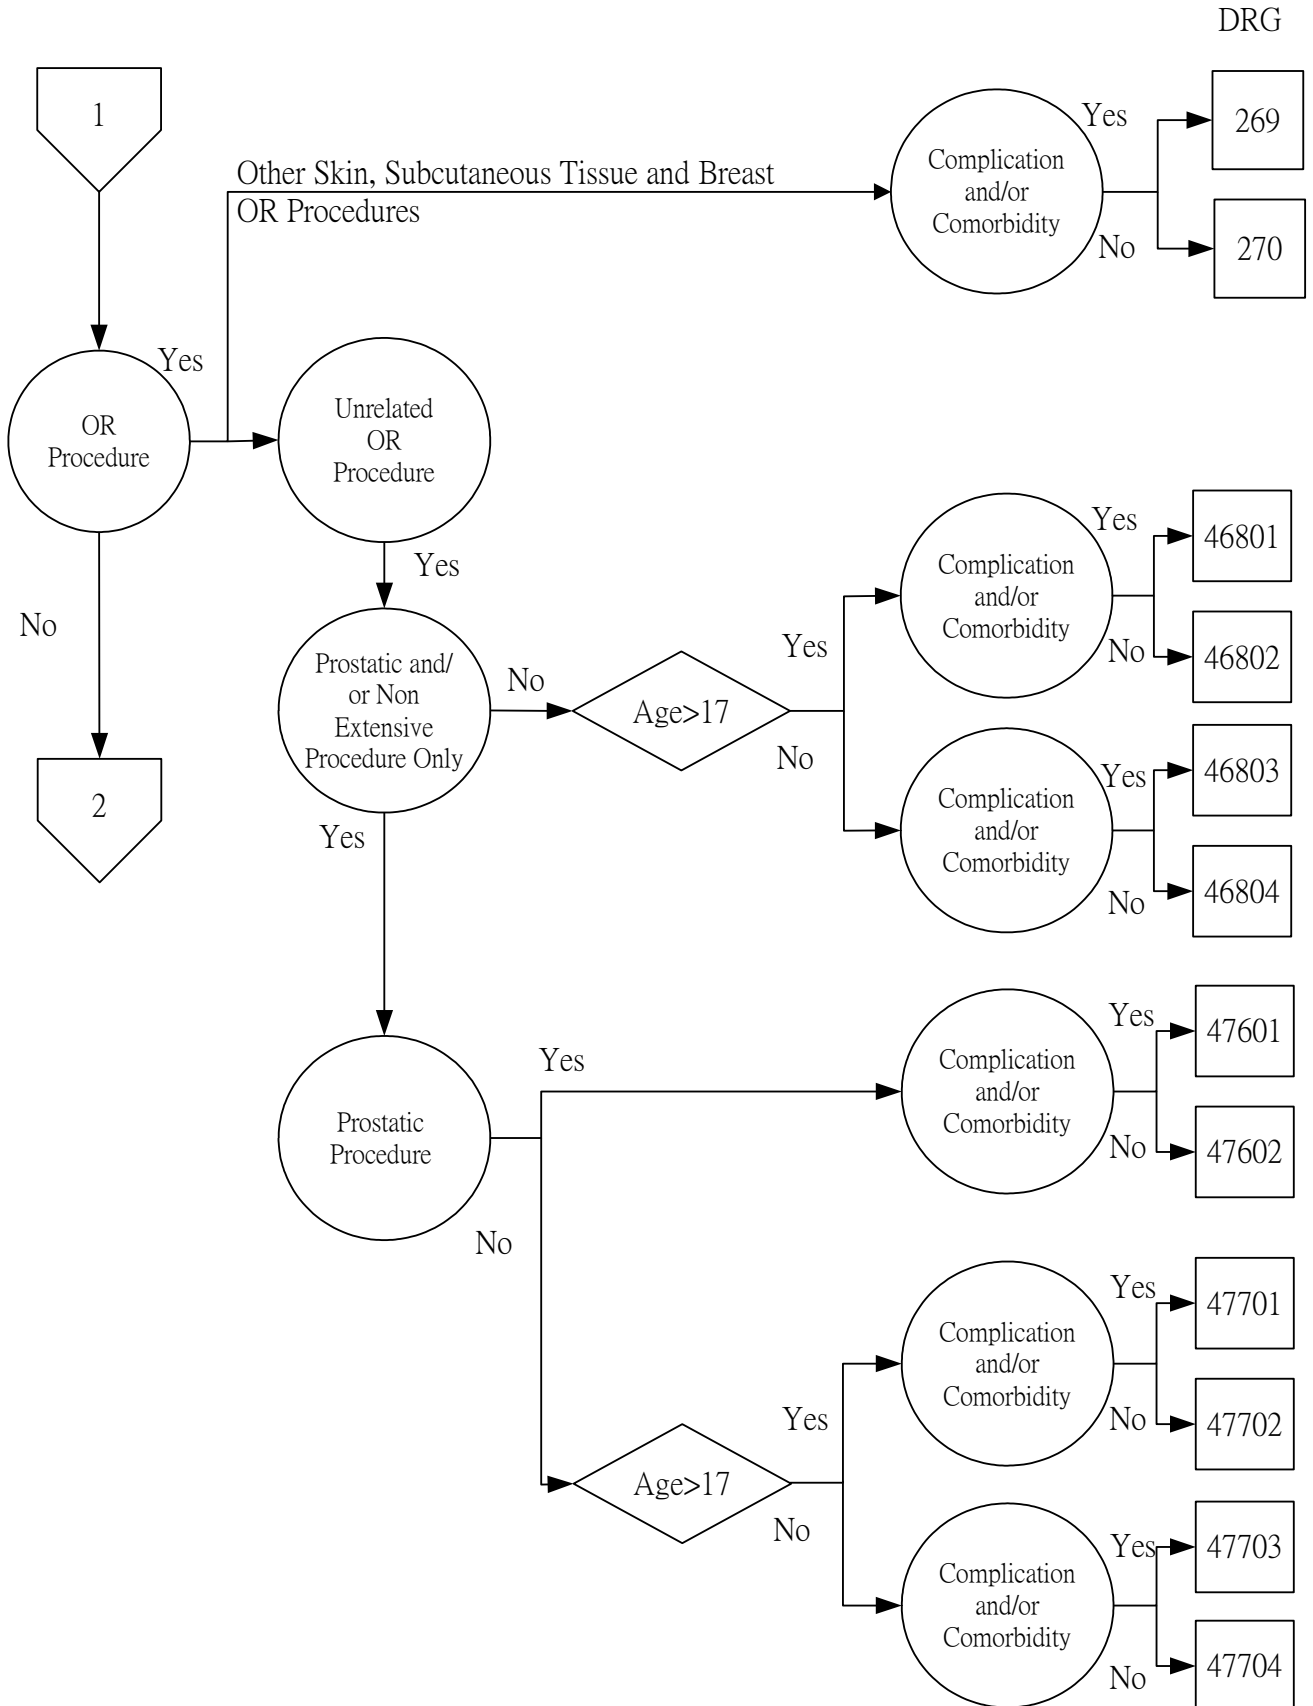 DRG
1
Other Skin, Subcutaneous Tissue and Breast
OR Procedures
Complication
and/or
Comorbidity
Yes
269
No
270
OR
Procedure
Yes
No
2
Unrelated
OR
Procedure
Yes
Prostatic and/
or Non
Extensive
Procedure Only
No
Age>17
Yes
Complication
and/or
Comorbidity
Yes
46801
No
46802
No
Complication
and/or
Comorbidity
Yes
46803
No
46804
Yes
Prostatic
Procedure
Yes
Complication
and/or
Comorbidity
Yes
47601
No
47602
No
Age>17
Yes
Complication
and/or
Comorbidity
Yes
47701
No
47702
No
Complication
and/or
Comorbidity
Yes
47703
No
47704